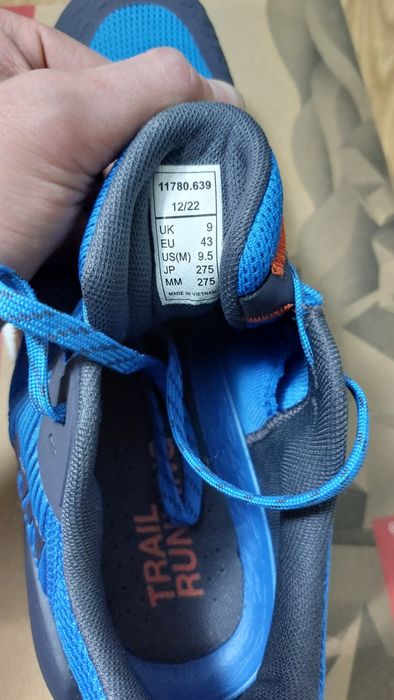 11780.639
12/22
UK 9
EU 43
US(M) 9.5
JP 275
MM 275
MADE IN VIETNAM
TRAIL
RUNNING